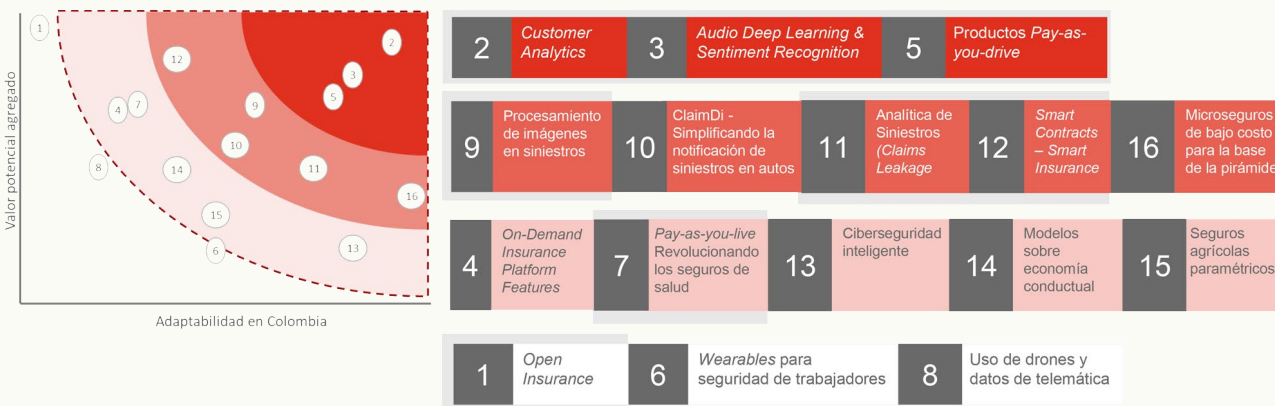 Valor potencial agregado
1
2
12
3
5
4
7
9
10
8
14
11
16
15
6
13
Adaptabilidad en Colombia
2
Customer
Analytics
3
Audio Deep Learning &
Sentiment Recognition
5
Productos Pay-as-
you-drive
9
Procesamiento
de imágenes
en siniestros
10
ClaimDi -
Simplificando la
notificación de
siniestros en autos
11
Analítica de
Siniestros
(Claims
Leakage
12
Smart
Contracts
– Smart
Insurance
16
Microseguros
de bajo costo
para la base
de la pirámide
4
On-Demand
Insurance
Platform
Features
7
Pay-as-you-live
Revolucionando
los seguros de
salud
13
Ciberseguridad
inteligente
14
Modelos
sobre
economía
conductual
15
Seguros
agrícolas
paramétricos
1
Open
Insurance
6
Wearables para
seguridad de trabajadores
8
Uso de drones y
datos de telemática